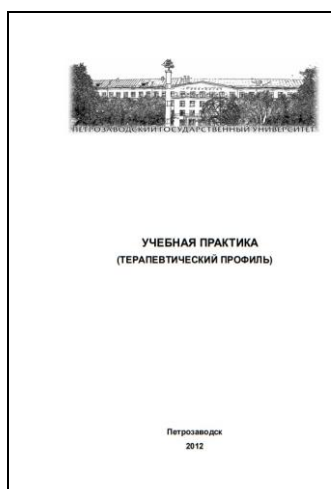 ПЕТРОЗАВОДСКИЙ ГОСУДАРСТВЕННЫЙ УНИВЕРСИТЕТ
УЧЕБНАЯ ПРАКТИКА
(ТЕРАПЕВТИЧЕСКИЙ ПРОФИЛЬ)
Петрозаводск
2012